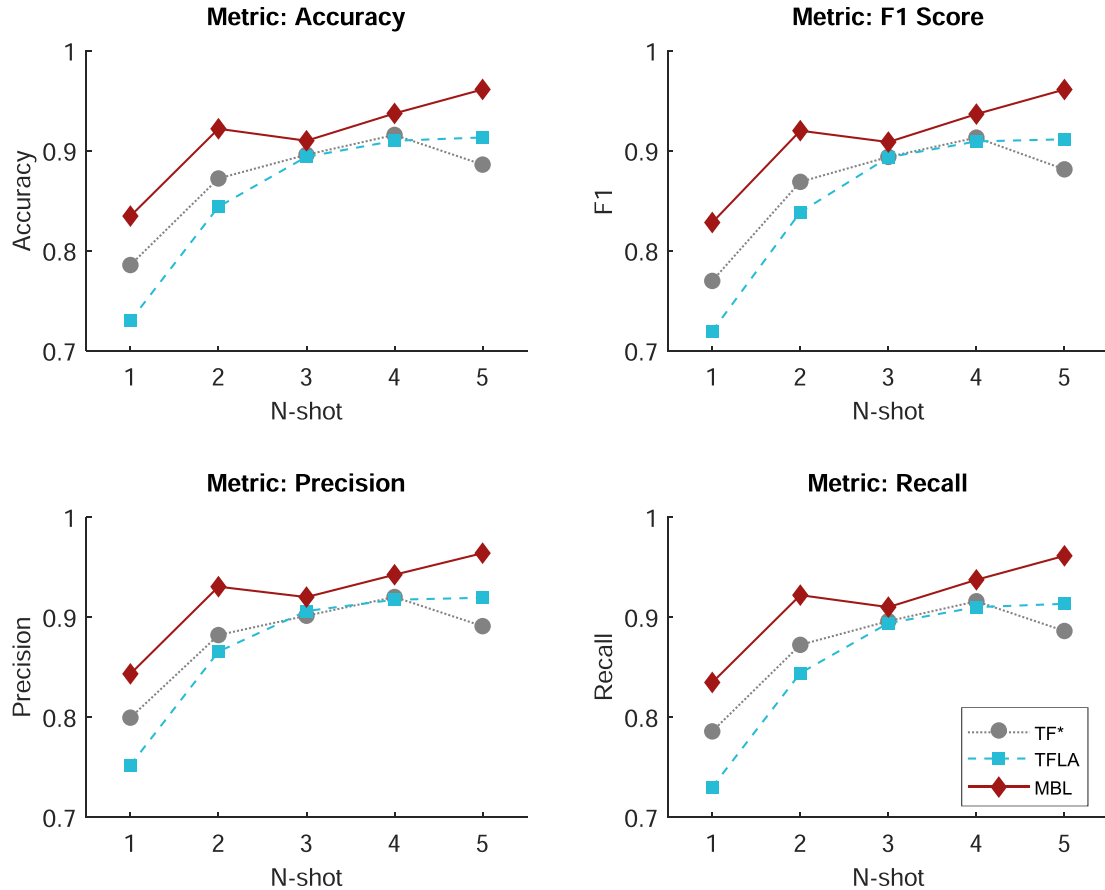 Metric: Accuracy
1
0.9
0.8
0.7
Accuracy
1 2 3 4 5
N-shot
Metric: F1 Score
1
0.9
0.8
0.7
F1
1 2 3 4 5
N-shot
Metric: Precision
1
0.9
0.8
0.7
Precision
1 2 3 4 5
N-shot
Metric: Recall
1
0.9
0.8
0.7
Recall
TF*
TFLA
MBL
1 2 3 4 5
N-shot